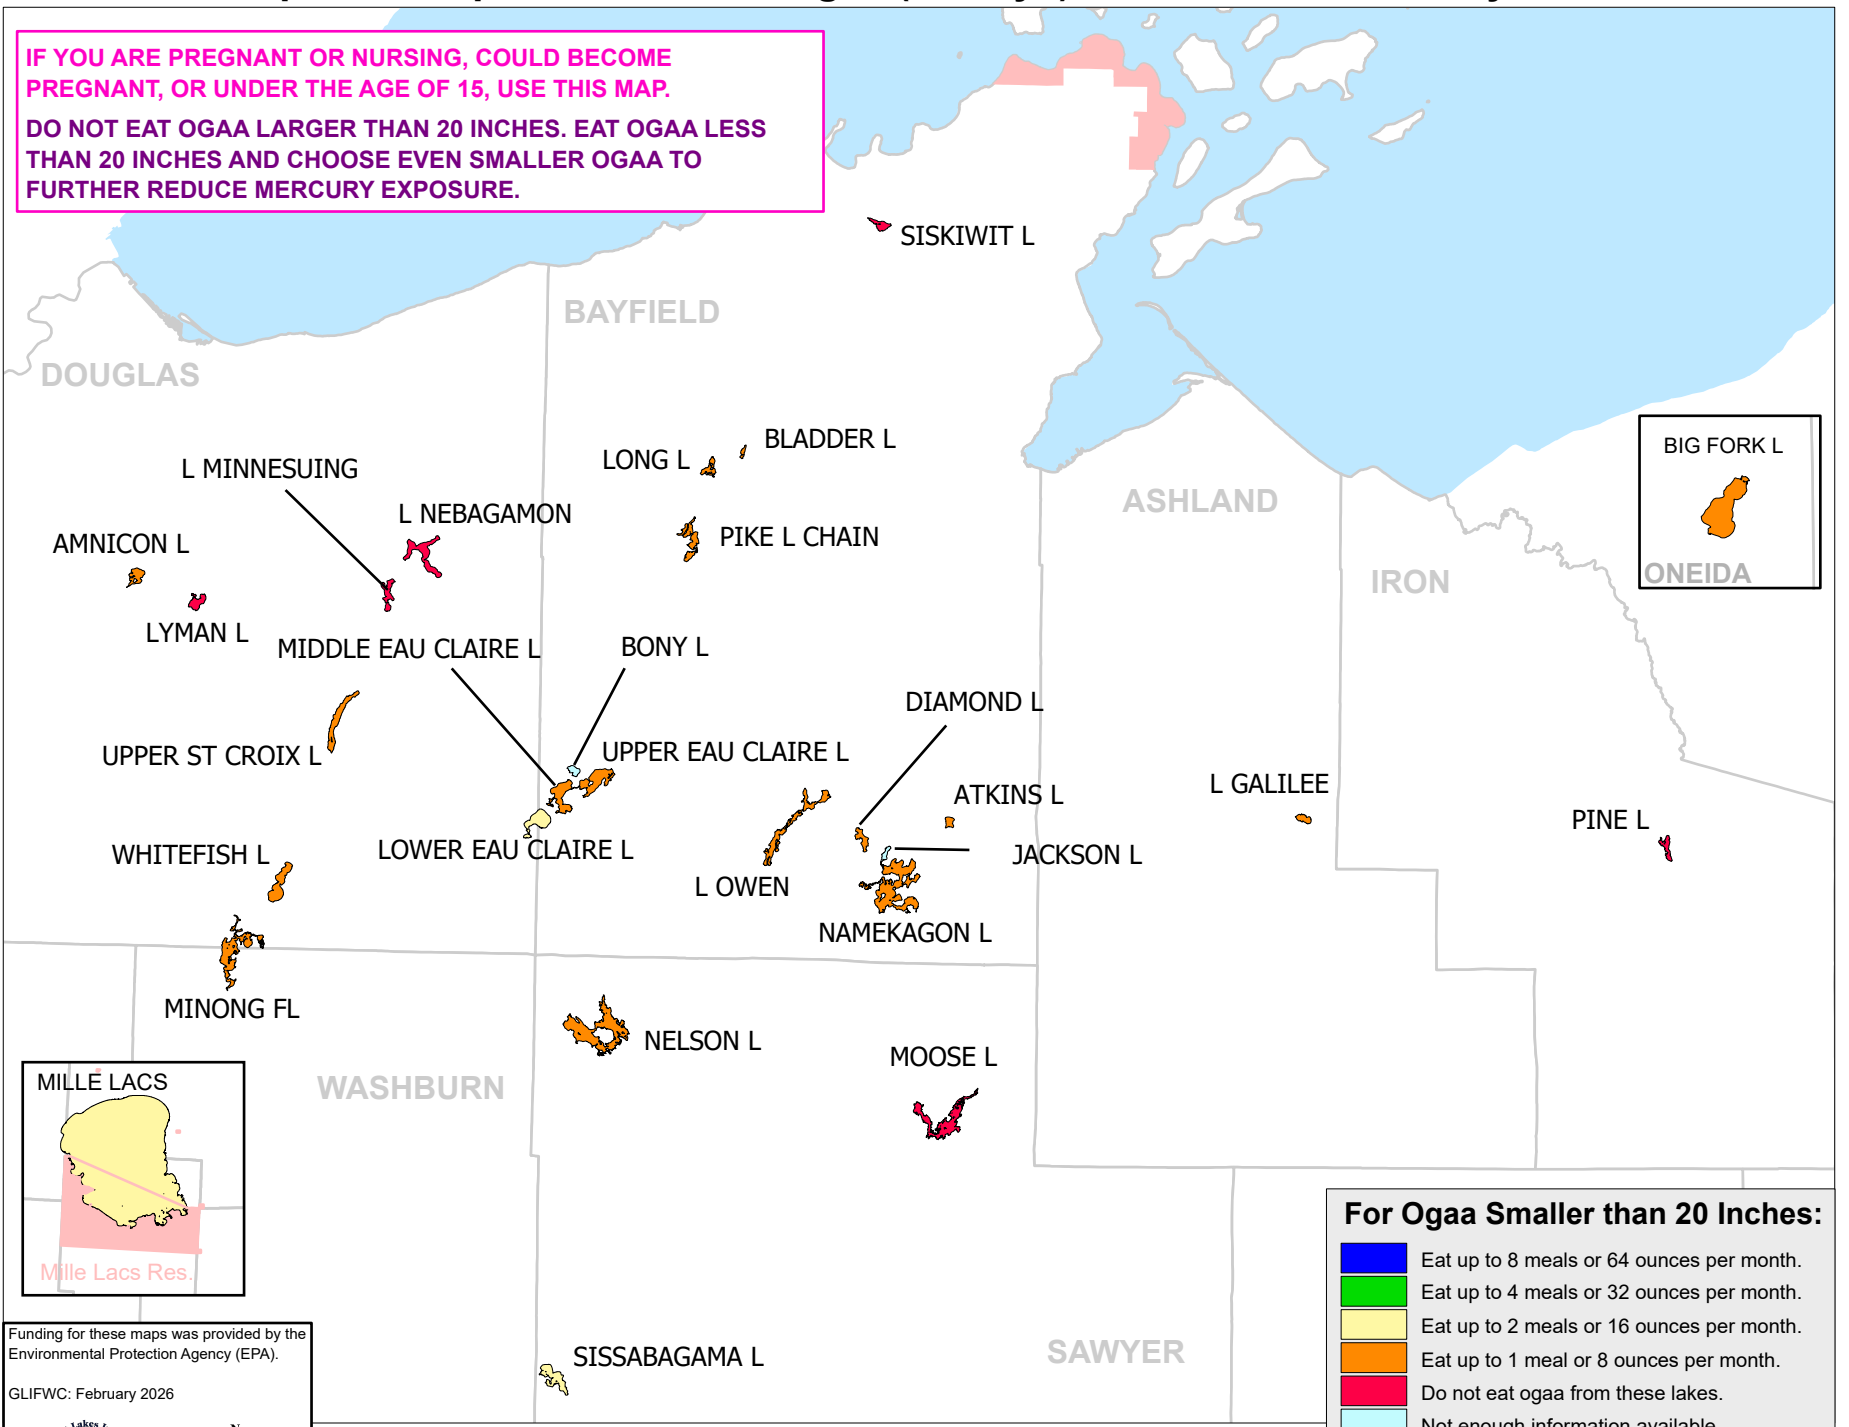 IF YOU ARE PREGNANT OR NURSING, COULD BECOME
PREGNANT, OR UNDER THE AGE OF 15, USE THIS MAP.
DO NOT EAT OGAA LARGER THAN 20 INCHES. EAT OGAA LESS
THAN 20 INCHES AND CHOOSE EVEN SMALLER OGAA TO
FURTHER REDUCE MERCURY EXPOSURE.
SISKIWIT L
BAYFIELD
DOUGLAS
BLADDER L
LONG L
L MINNESUING
BIG FORK L
ASHLAND
L NEBAGAMON
PIKE L CHAIN
AMNICON L
IRON
ONEIDA
LYMAN L
MIDDLE EAU CLAIRE L
BONY L
DIAMOND L
UPPER ST CROIX L
UPPER EAU CLAIRE L
L GALILEE
ATKINS L
PINE L
WHITEFISH L
LOWER EAU CLAIRE L
JACKSON L
L OWEN
NAMEKAGON L
MINONG FL
NELSON L
MOOSE L
MILLE LACS
WASHBURN
Mille Lacs Res.
For Ogaa Smaller than 20 Inches:
Eat up to 8 meals or 64 ounces per month.
Eat up to 4 meals or 32 ounces per month.
Eat up to 2 meals or 16 ounces per month.
Eat up to 1 meal or 8 ounces per month.
Do not eat ogaa from these lakes.
Not enough information available
Funding for these maps was provided by the
Environmental Protection Agency (EPA).
GLIFWC: February 2026
SISSABAGAMA L
SAWYER
Lakes
N